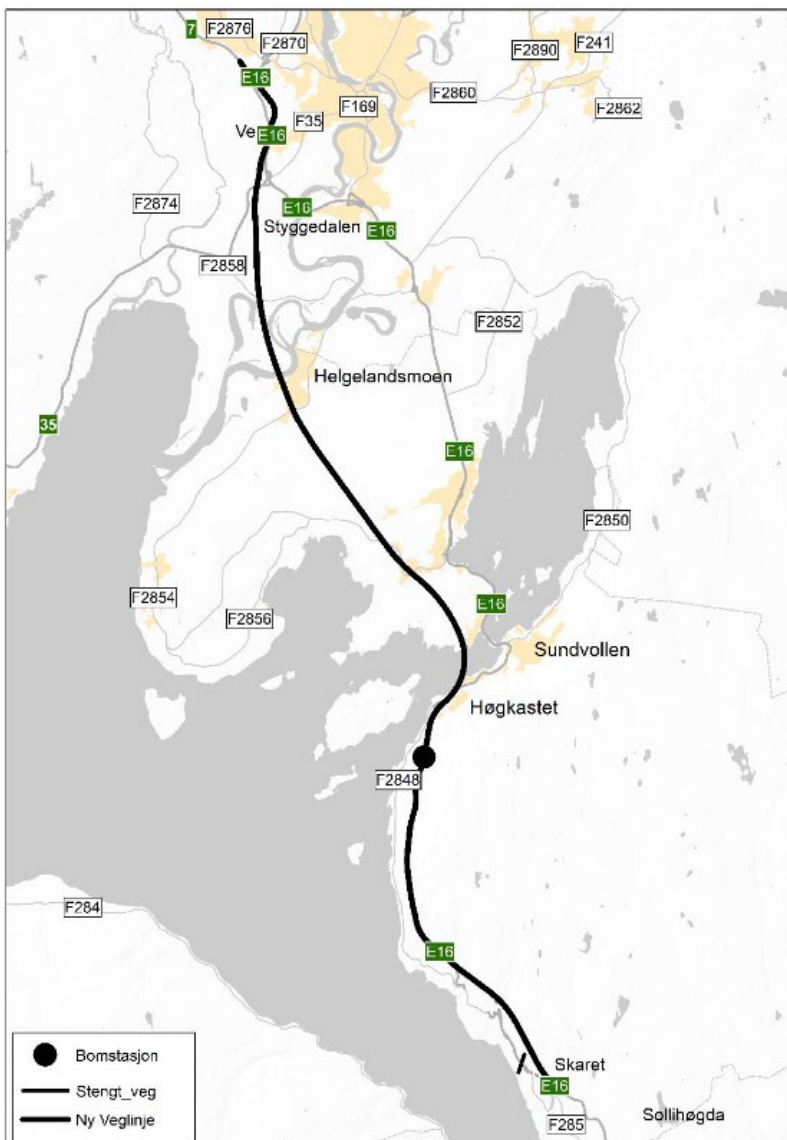 F2876
7
F2870
F2890
F241
E16
F2860
F169
F2862
F35
Ve
E16
F2874
E16
Styggedalen
E16
F2858
F2852
Helgelandsmoen
35
E16
F2850
F2854
E16
F2856
Sundvollen
Høgkastet
F2848
F284
E16
Bomstasjon
Skaret
Stengt_veg
E16
Ny Veglinje
F285
Sollihøgda